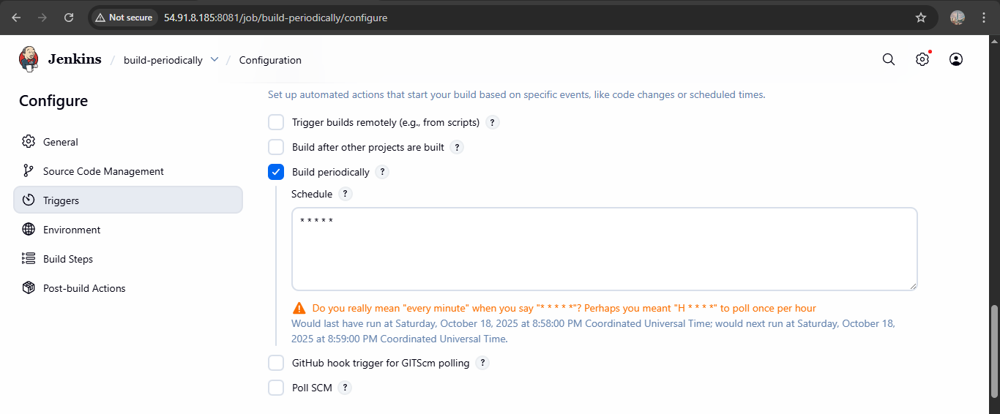 Not secure 54.91.8.185:8081/job/build-periodically/configure
Jenkins / build-periodically / Configuration
Configure
General
Source Code Management
Triggers
Environment
Build Steps
Post-build Actions
Set up automated actions that start your build based on specific events, like code changes or scheduled times.
Trigger builds remotely (e.g., from scripts) ?
Build after other projects are built ?
Build periodically ?
Schedule ?
* * * * *
Do you really mean "every minute" when you say "* * * * *"? Perhaps you meant "H * * * *" to poll once per hour
Would last have run at Saturday, October 18, 2025 at 8:58:00 PM Coordinated Universal Time; would next run at Saturday, October 18,
2025 at 8:59:00 PM Coordinated Universal Time.
GitHub hook trigger for GITScm polling ?
Poll SCM ?